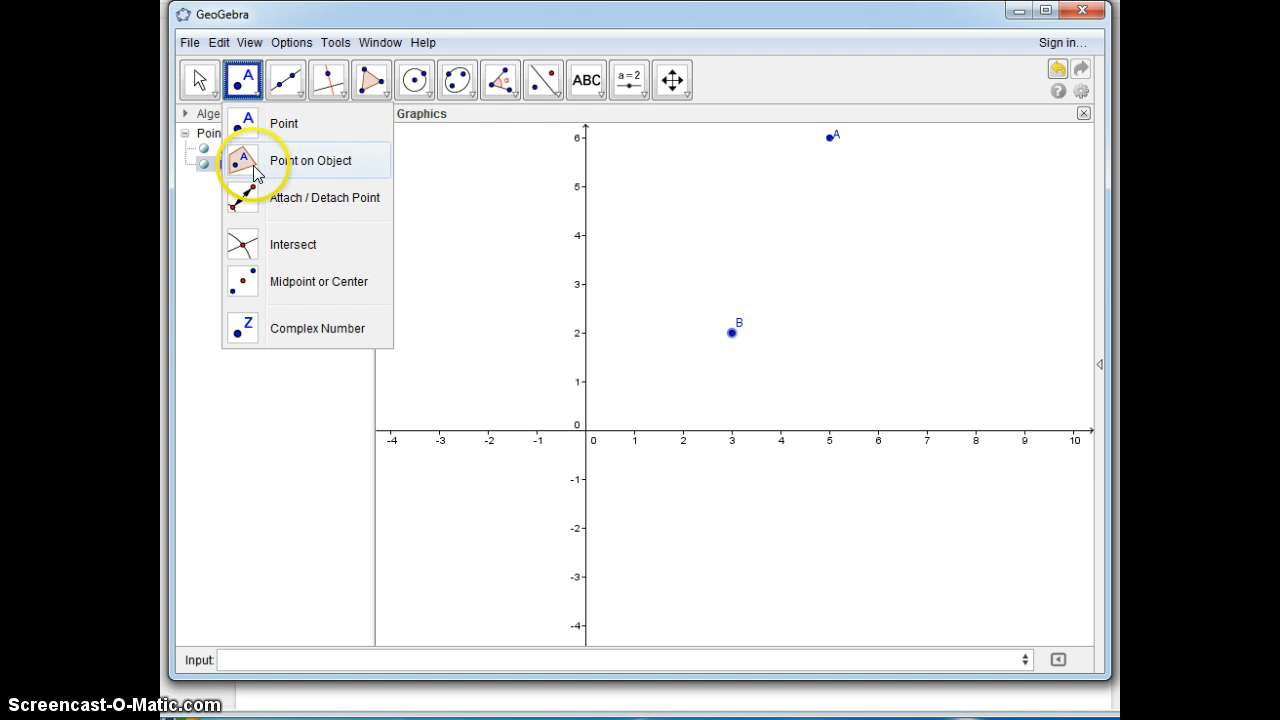 GeoGebra
File Edit View Options Tools Window Help Sign in...
A ABC a=2
Alge Graphics
Poin
A Point
A Point on Object
Attach / Detach Point
Intersect
Midpoint or Center
Z Complex Number
A
B
6
5
4
3
2
1
0
-1
-2
-3
-4
-4 -3 -2 -1 0 1 2 3 4 5 6 7 8 9 10
Input:
Screencast-O-Matic.com